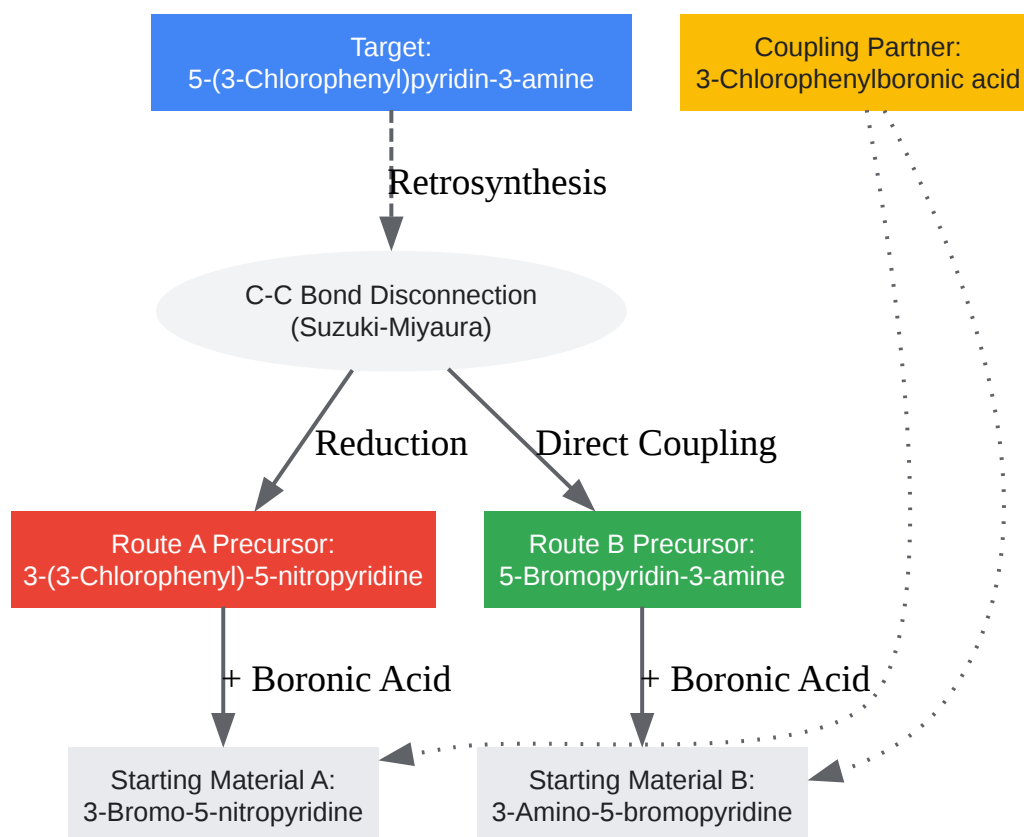 Target:
5-(3-Chlorophenyl)pyridin-3-amine
Coupling Partner:
3-Chlorophenylboronic acid
Retrosynthesis
C-C Bond Disconnection
(Suzuki-Miyaura)
Reduction
Direct Coupling
Route A Precursor:
3-(3-Chlorophenyl)-5-nitropyridine
Route B Precursor:
5-Bromopyridin-3-amine
+ Boronic Acid
+ Boronic Acid
Starting Material A:
3-Bromo-5-nitropyridine
Starting Material B:
3-Amino-5-bromopyridine